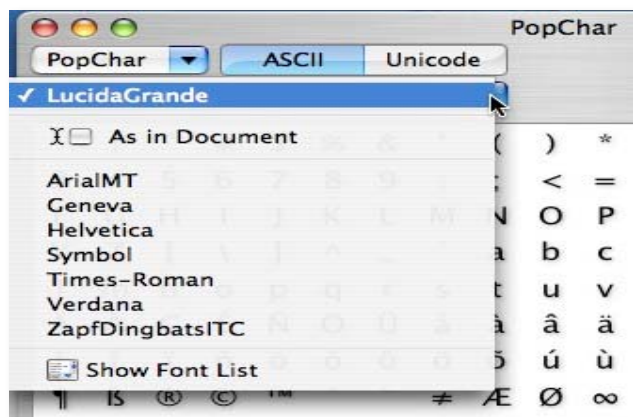 PopChar
PopChar ASCII Unicode
✓ LucidaGrande
As in Document ( ) *
ArialMT ; < =
Geneva
H I J K L M N O P
Helvetica
Symbol a b c
Times-Roman
p q r s t u v
Verdana
ZapfDingbatsITC Ñ Ö Ü á à â ä
Show Font List õ ú ù
¶ ß ® © ™ ≠ Æ Ø ∞